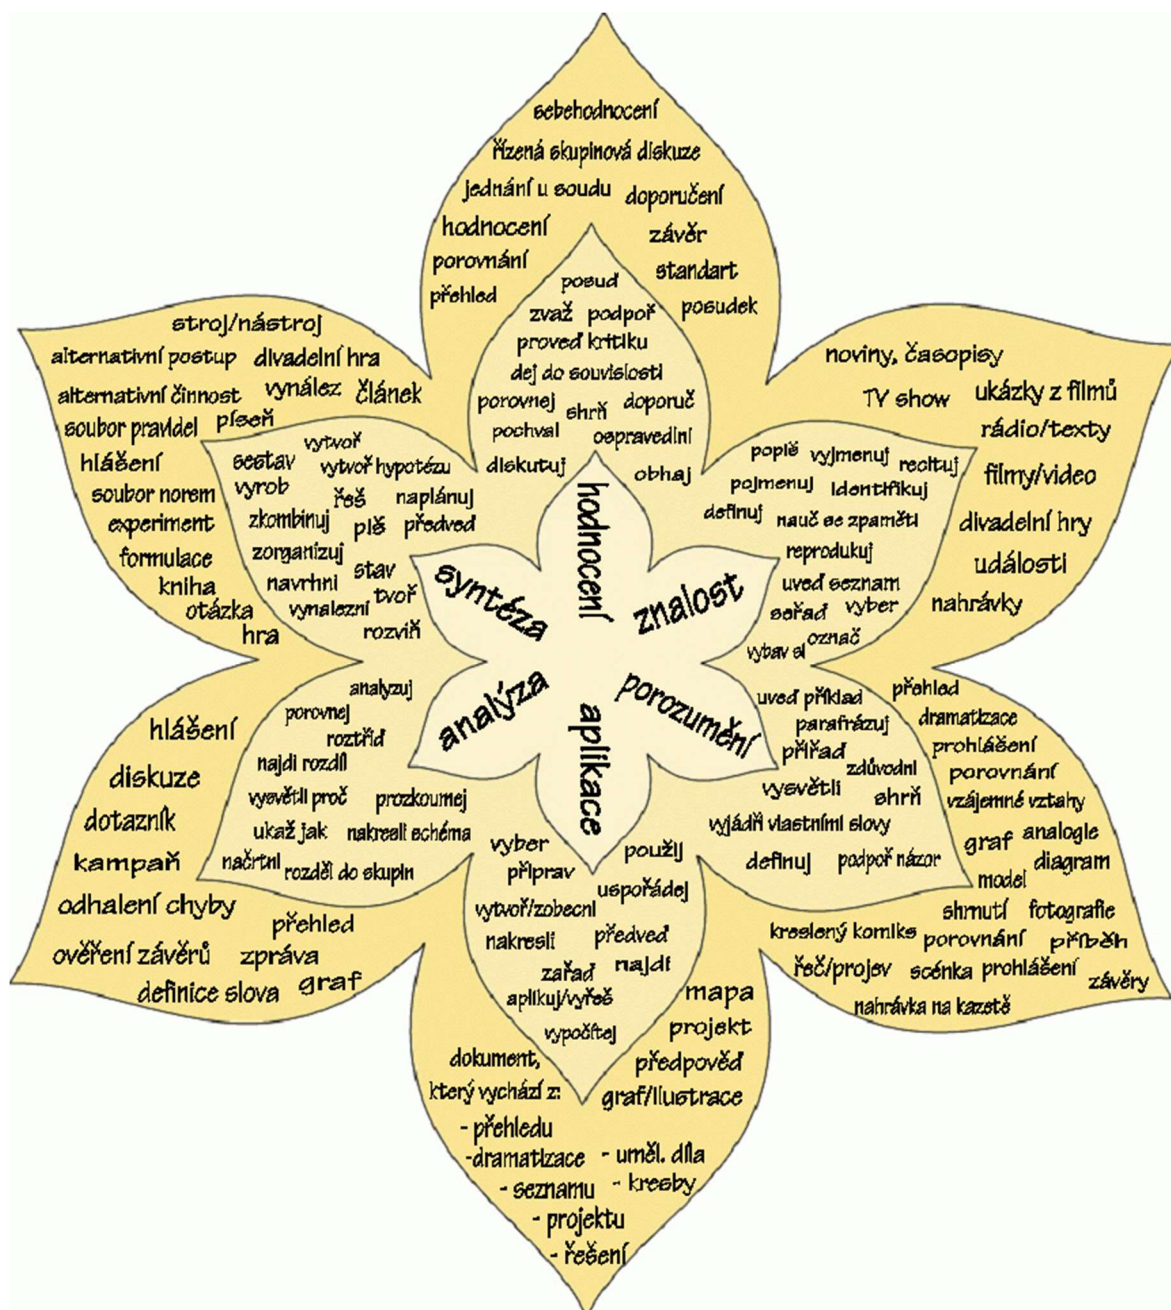 sebehodnocení
řízená skupinová diskuze
jednání u soudu
doporučení
hodnocení
závěr
porovnání
standart
přehled
posudek
posuď
zvaž podpoř
proveď kritiku
dej do souvislosti
porovnej shrň doporuč
pochval ospravedlni
diskutuj obhaj
hodnocení
stroj/nástroj
alternativní postup divadelní hra
alternativní činnost vynález článek
soubor pravidel píseň
hlášení
soubor norem
experiment
formulace
kniha
otázka
hra
vytvoř
sestav vytvoř hypotézu
vyrob řeš naplánuj
zkombinuj piš předveď
zorganizuj
navrhni stav
vynalezni tvoř
rozviň
syntéza
noviny, časopisy
TV show ukázky z filmů
rádio/texty
filmy/video
divadelní hry
události
nahrávky
popiš vyjmenuj recituj
pojmenuj identifikuj
definuj nauč se zpaměti
reprodukuj
uveď seznam
seřaď vyber
označ
vybav si
znalost
analyzuj
porovnej
roztřiď
najdi rozdíl
vysvětli proč prozkoumej
ukaž jak nakresli schéma
načrtni rozděl do skupin
analýza
hlášení
diskuze
dotazník
kampaň
odhalení chyby
přehled
ověření závěrů zpráva
definice slova graf
uveď příklad
parafrázuj
přiřaď
zdůvodni
vysvětli shrň
vyjádři vlastními slovy
definuj podpoř názor
porozumění
přehled
dramatizace
prohlášení
porovnání
vzájemné vztahy
graf analogie
diagram
model
shrnutí fotografie
kreslený komiks porovnání příběh
řeč/projev scénka prohlášení závěry
nahrávka na kazetě
aplikace
vyber použij
připrav
uspořádej
vytvoř/zobecni
nakresli předveď
zařaď najdi
aplikuj/vyřeš
vypočítej
mapa
projekt
předpověď
graf/ilustrace
dokument,
který vychází z:
- přehledu
-dramatizace - uměl. díla
- seznamu - kresby
- projektu
- řešení